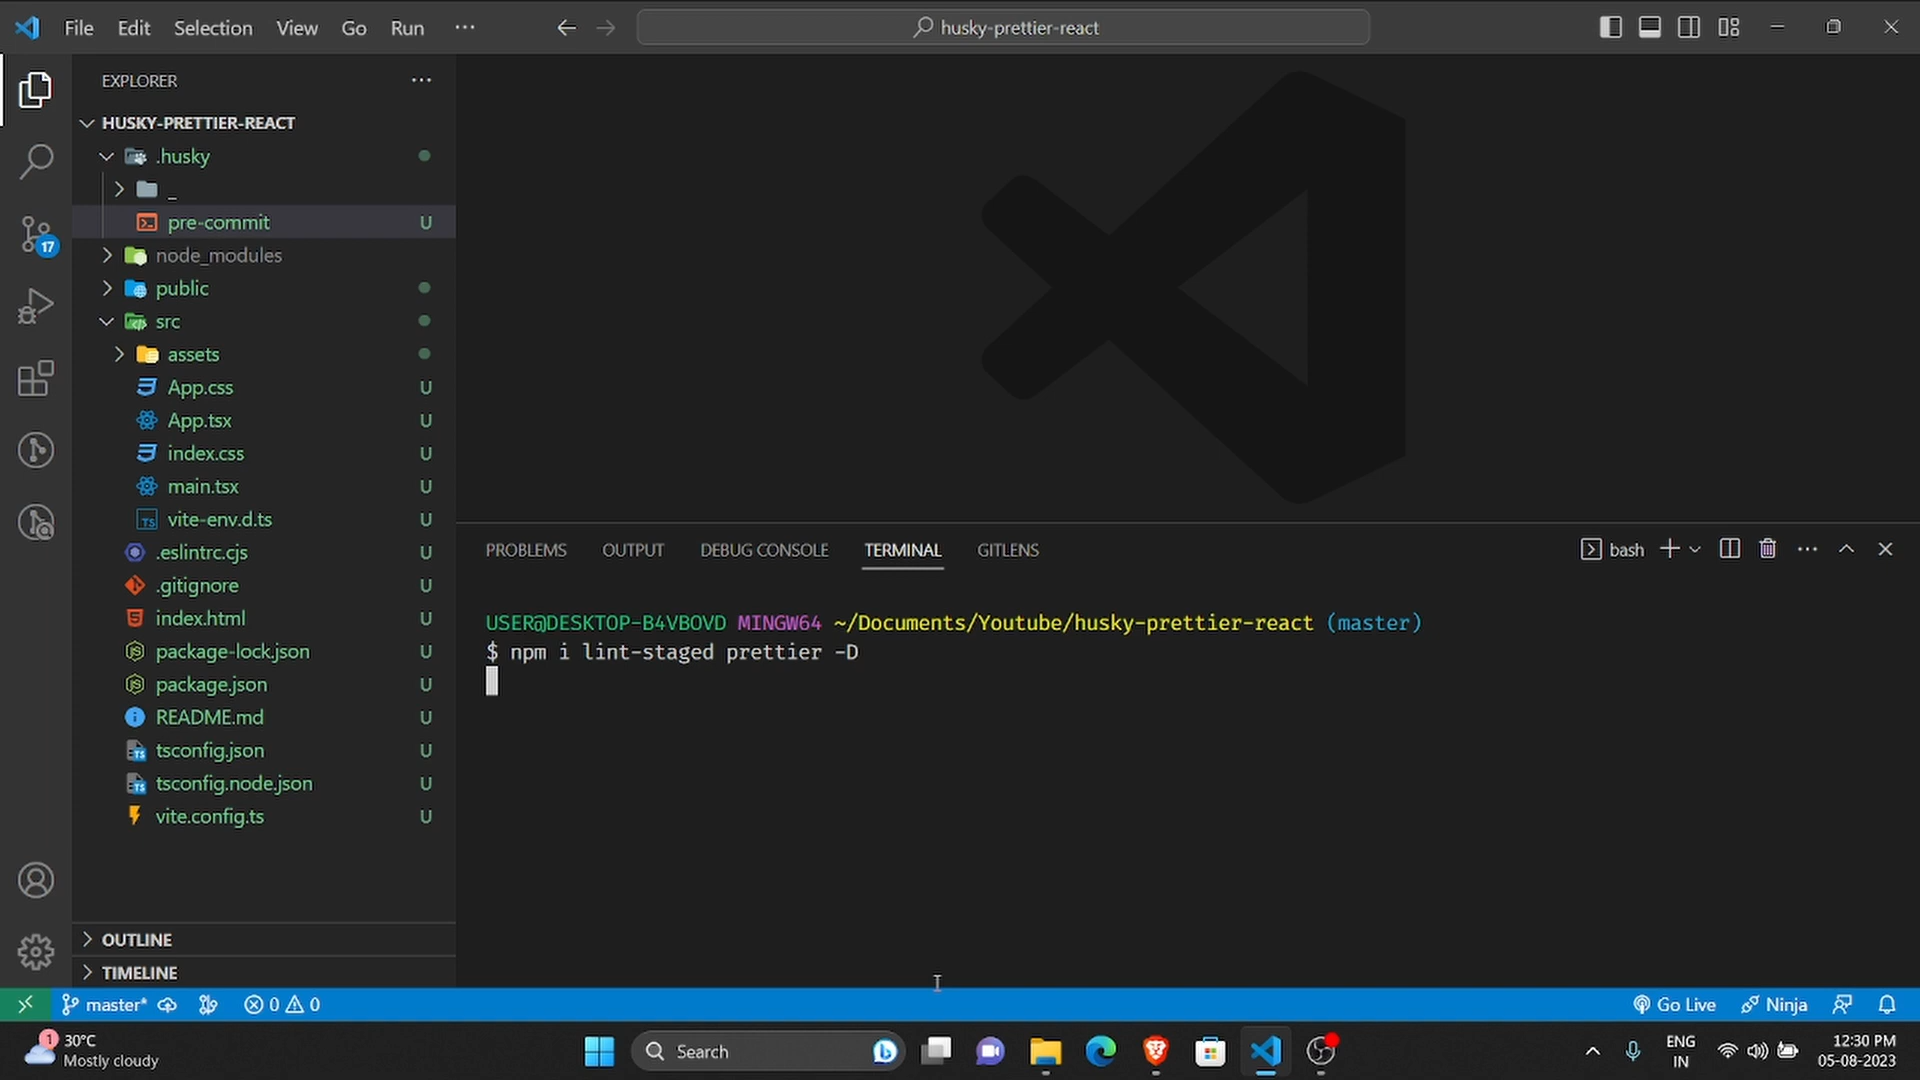 File Edit Selection View Go Run ··· husky-prettier-react
EXPLORER ···
HUSKY-PRETTIER-REACT
.husky
_
pre-commit U
17
node_modules
public
src
assets
App.css U
App.tsx U
index.css U
main.tsx U
TS vite-env.d.ts U
.eslintrc.cjs U
.gitignore U
index.html U
package-lock.json U
package.json U
README.md U
tsconfig.json U
tsconfig.node.json U
vite.config.ts U
OUTLINE
TIMELINE
PROBLEMS OUTPUT DEBUG CONSOLE TERMINAL GITLENS bash ···
USER@DESKTOP-B4VBOVD MINGW64 ~/Documents/Youtube/husky-prettier-react (master)
$ npm i lint-staged prettier -D
master* 0 0 Go Live Ninja
1 30°C
Mostly cloudy
Search
ENG
IN
12:30 PM
05-08-2023